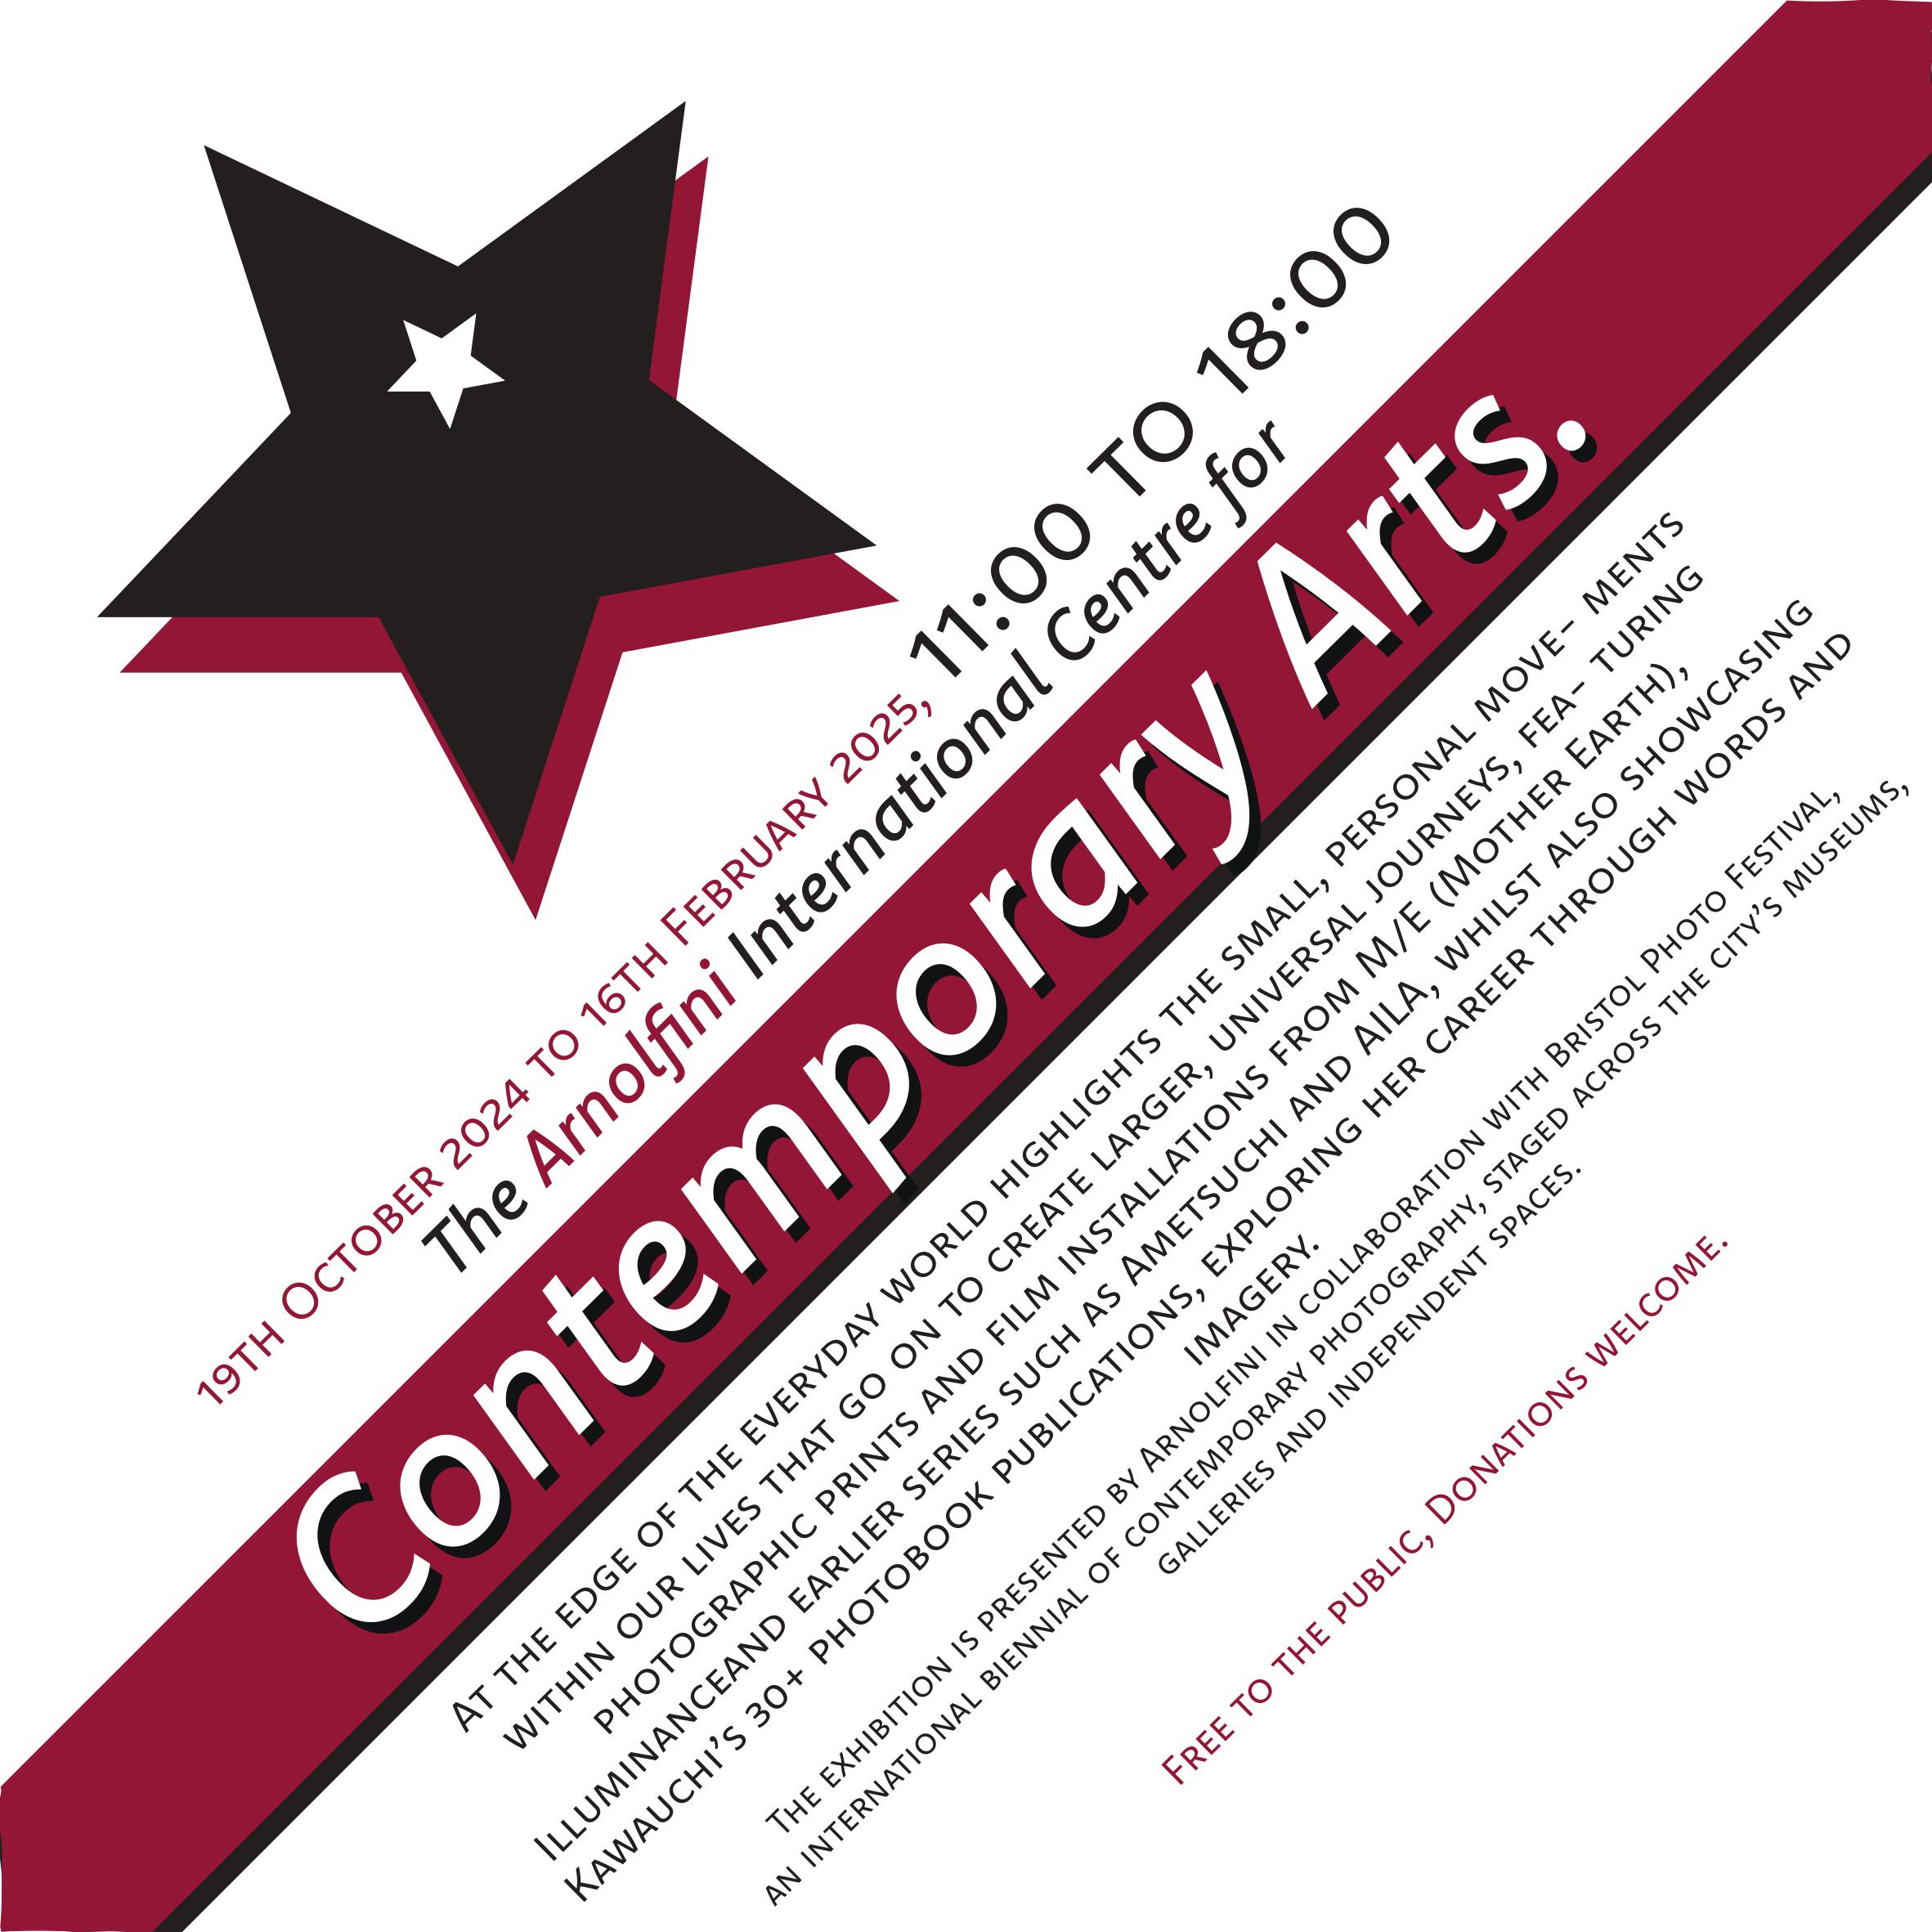 19TH OCTOBER 2024 TO 16TH FEBRUARY 2025, 11:00 TO 18:00
The Arnolfini International Centre for
Contemporary Arts.
AT THE EDGE OF THE EVERYDAY WORLD HIGHLIGHTS THE SMALL, PERSONAL MOVE- MENTS
WITHIN OUR LIVES THAT GO ON TO CREATE LARGER, UNIVERSAL JOURNEYS, FEA- TURING
PHOTOGRAPHIC PRINTS AND FILM INSTALLATIONS FROM M/E (MOTHER EARTH),
ILLUMINANCEAND EARLIER SERIES SUCH AS AMETSUCHI AND AILA, WHILST ALSO SHOWCASING
KAWAUCHI'S 30+ PHOTOBOOK PUBLICATIONS, EXPLORING HER CAREER THROUGH WORDS AND
IMAGERY.
THE EXHIBITION IS PRESENTED BY ARNOLFINI IN COLLABORATION WITH BRISTOL PHOTO FESTIVAL,
AN INTERNATIONAL BIENNIAL OF CONTEMPORARY PHOTOGRAPHY, STAGED ACROSS THE CITY'S MUSEUMS,
GALLERIES AND INDEPENDENT SPACES.
FREE TO THE PUBLIC, DONATIONS WELCOME.